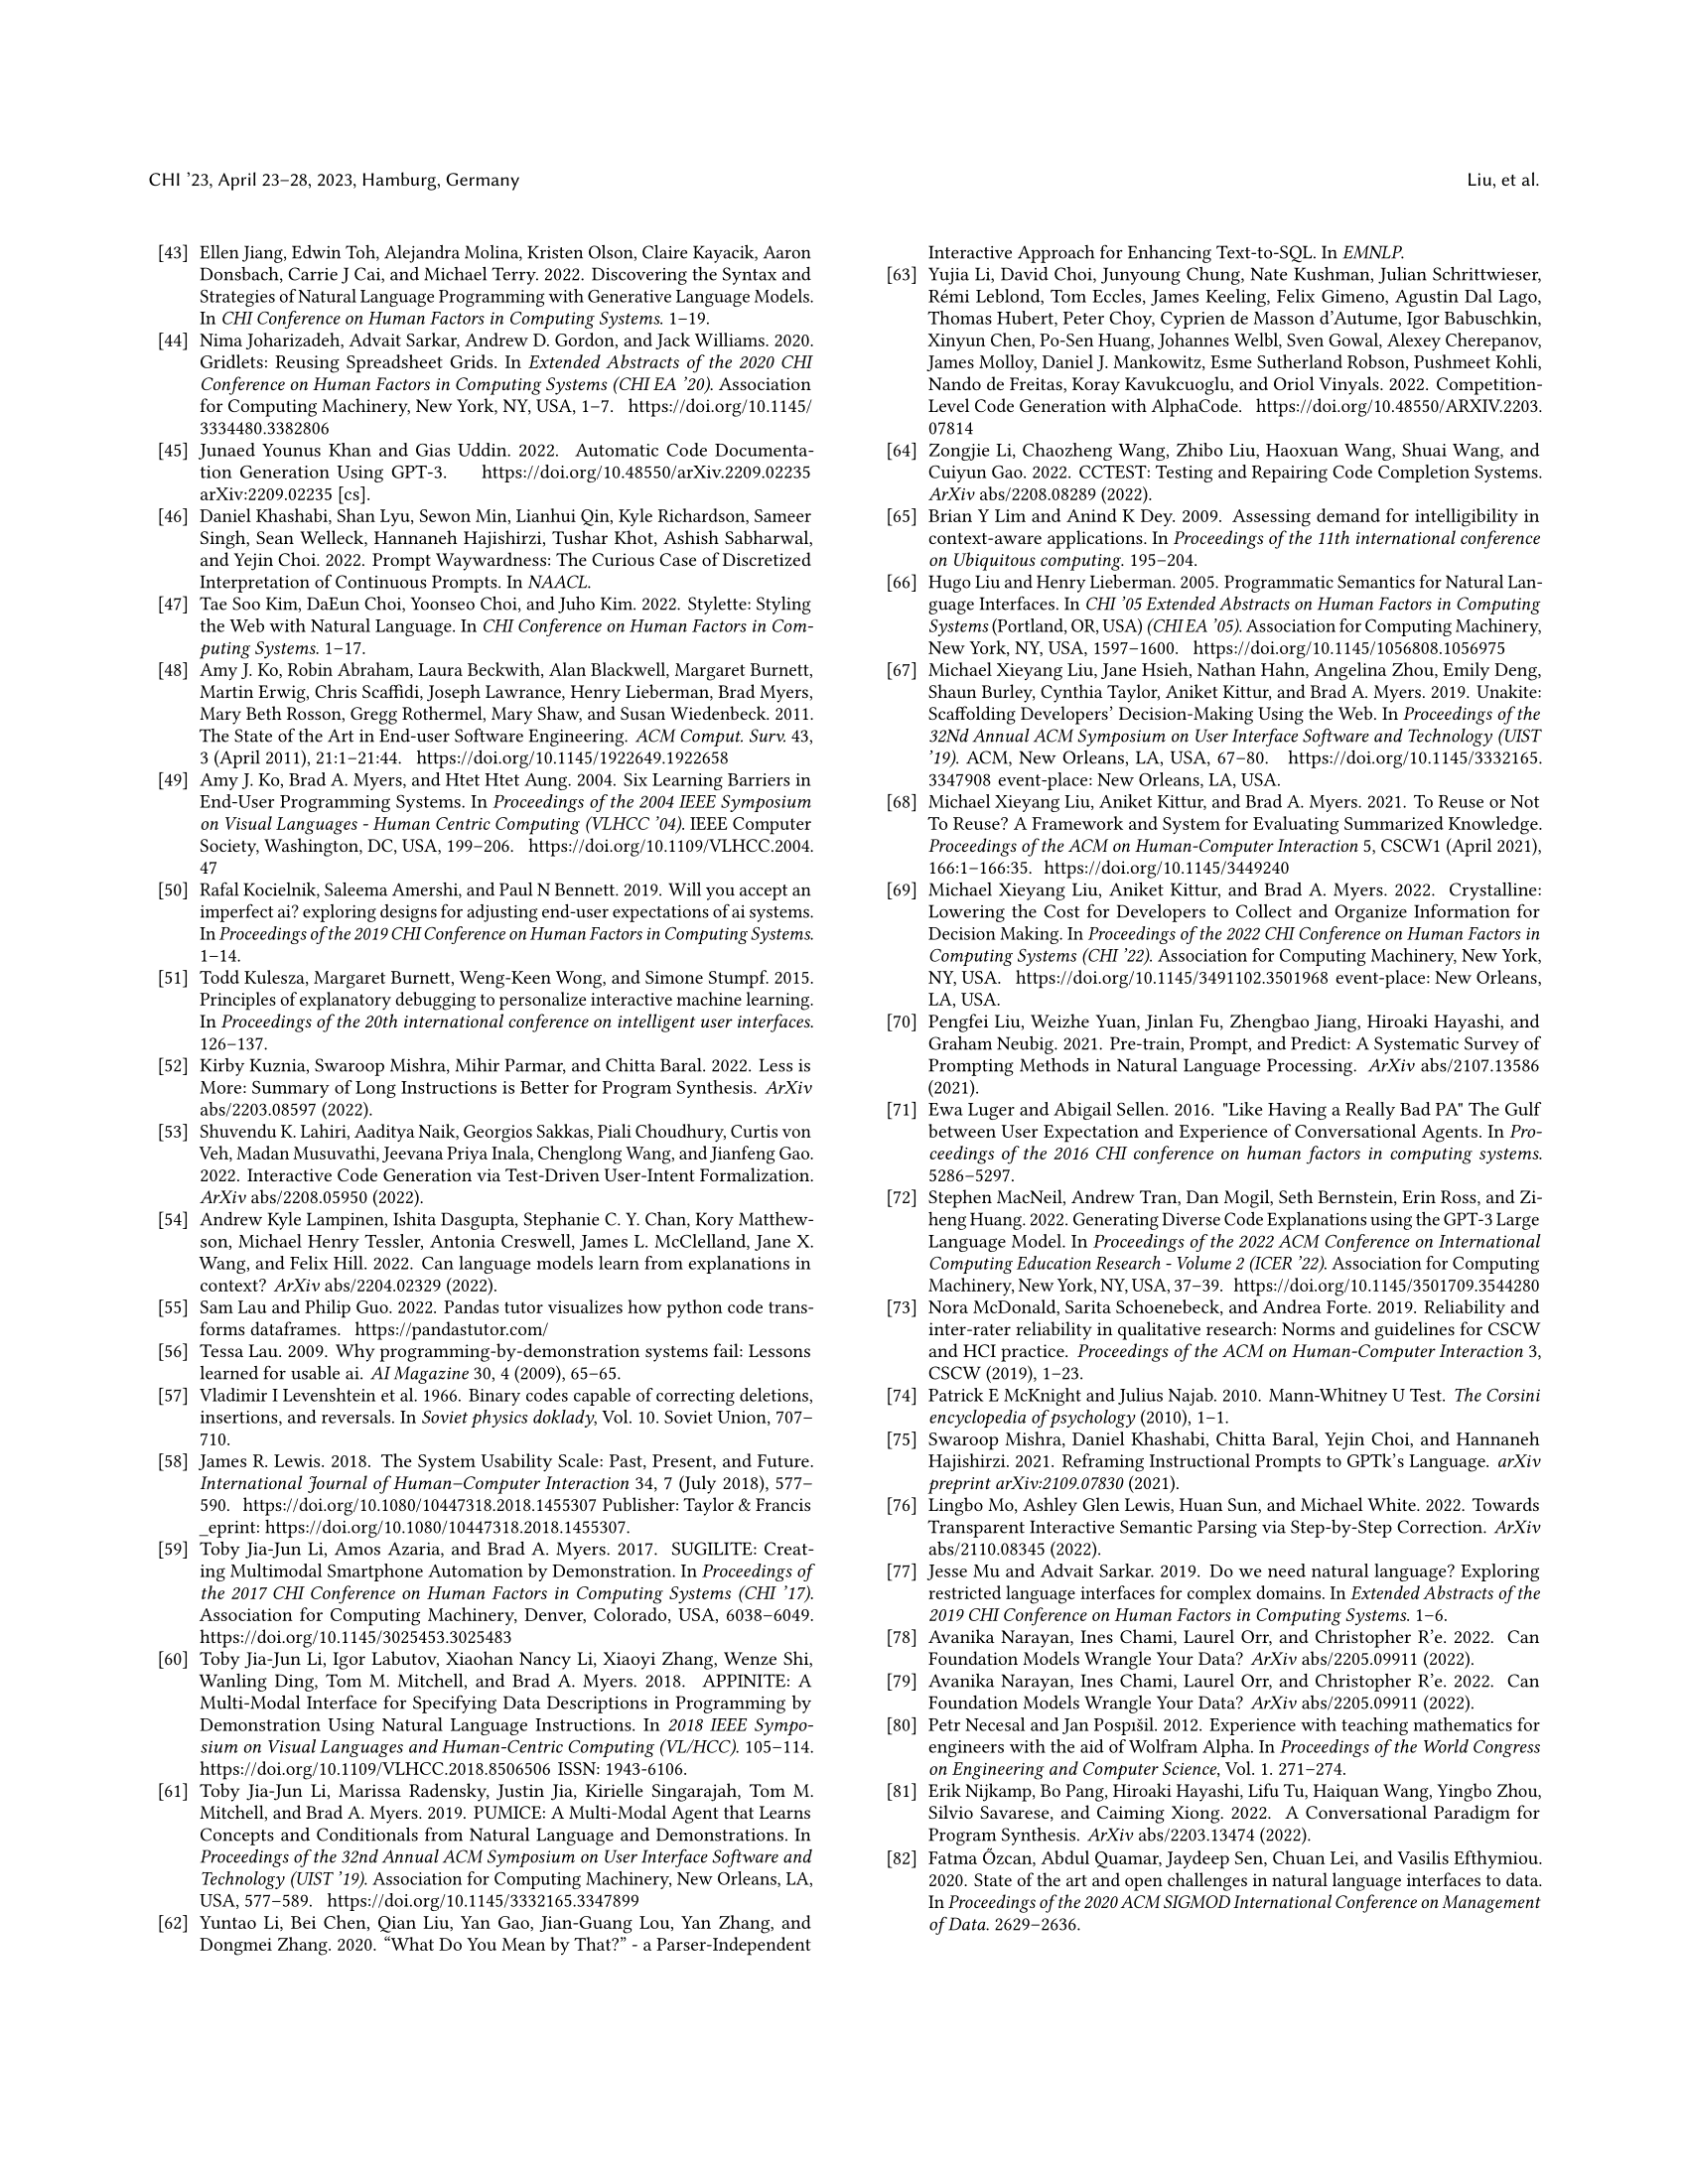 CHI ’23, April 23–28, 2023, Hamburg, Germany
Liu, et al.
[43] Ellen Jiang, Edwin Toh, Alejandra Molina, Kristen Olson, Claire Kayacik, Aaron
Donsbach, Carrie J Cai, and Michael Terry. 2022. Discovering the Syntax and
Strategies of Natural Language Programming with Generative Language Models.
In CHI Conference on Human Factors in Computing Systems. 1–19.
[44] Nima Joharizadeh, Advait Sarkar, Andrew D. Gordon, and Jack Williams. 2020.
Gridlets: Reusing Spreadsheet Grids. In Extended Abstracts of the 2020 CHI
Conference on Human Factors in Computing Systems (CHI EA ’20). Association
for Computing Machinery, New York, NY, USA, 1–7. https://doi.org/10.1145/
3334480.3382806
[45] Junaed Younus Khan and Gias Uddin. 2022. Automatic Code Documenta-
tion Generation Using GPT-3. https://doi.org/10.48550/arXiv.2209.02235
arXiv:2209.02235 [cs].
[46] Daniel Khashabi, Shan Lyu, Sewon Min, Lianhui Qin, Kyle Richardson, Sameer
Singh, Sean Welleck, Hannaneh Hajishirzi, Tushar Khot, Ashish Sabharwal,
and Yejin Choi. 2022. Prompt Waywardness: The Curious Case of Discretized
Interpretation of Continuous Prompts. In NAACL.
[47] Tae Soo Kim, DaEun Choi, Yoonseo Choi, and Juho Kim. 2022. Stylette: Styling
the Web with Natural Language. In CHI Conference on Human Factors in Com-
puting Systems. 1–17.
[48] Amy J. Ko, Robin Abraham, Laura Beckwith, Alan Blackwell, Margaret Burnett,
Martin Erwig, Chris Scaffidi, Joseph Lawrance, Henry Lieberman, Brad Myers,
Mary Beth Rosson, Gregg Rothermel, Mary Shaw, and Susan Wiedenbeck. 2011.
The State of the Art in End-user Software Engineering. ACM Comput. Surv. 43,
3 (April 2011), 21:1–21:44. https://doi.org/10.1145/1922649.1922658
[49] Amy J. Ko, Brad A. Myers, and Htet Htet Aung. 2004. Six Learning Barriers in
End-User Programming Systems. In Proceedings of the 2004 IEEE Symposium
on Visual Languages - Human Centric Computing (VLHCC ’04). IEEE Computer
Society, Washington, DC, USA, 199–206. https://doi.org/10.1109/VLHCC.2004.
47
[50] Rafal Kocielnik, Saleema Amershi, and Paul N Bennett. 2019. Will you accept an
imperfect ai? exploring designs for adjusting end-user expectations of ai systems.
In Proceedings of the 2019 CHI Conference on Human Factors in Computing Systems.
1–14.
[51] Todd Kulesza, Margaret Burnett, Weng-Keen Wong, and Simone Stumpf. 2015.
Principles of explanatory debugging to personalize interactive machine learning.
In Proceedings of the 20th international conference on intelligent user interfaces.
126–137.
[52] Kirby Kuznia, Swaroop Mishra, Mihir Parmar, and Chitta Baral. 2022. Less is
More: Summary of Long Instructions is Better for Program Synthesis. ArXiv
abs/2203.08597 (2022).
[53] Shuvendu K. Lahiri, Aaditya Naik, Georgios Sakkas, Piali Choudhury, Curtis von
Veh, Madan Musuvathi, Jeevana Priya Inala, Chenglong Wang, and Jianfeng Gao.
2022. Interactive Code Generation via Test-Driven User-Intent Formalization.
ArXiv abs/2208.05950 (2022).
[54] Andrew Kyle Lampinen, Ishita Dasgupta, Stephanie C. Y. Chan, Kory Matthew-
son, Michael Henry Tessler, Antonia Creswell, James L. McClelland, Jane X.
Wang, and Felix Hill. 2022. Can language models learn from explanations in
context? ArXiv abs/2204.02329 (2022).
[55] Sam Lau and Philip Guo. 2022. Pandas tutor visualizes how python code trans-
forms dataframes. https://pandastutor.com/
[56] Tessa Lau. 2009. Why programming-by-demonstration systems fail: Lessons
learned for usable ai. AI Magazine 30, 4 (2009), 65–65.
[57] Vladimir I Levenshtein et al. 1966. Binary codes capable of correcting deletions,
insertions, and reversals. In Soviet physics doklady, Vol. 10. Soviet Union, 707–
710.
[58] James R. Lewis. 2018. The System Usability Scale: Past, Present, and Future.
International Journal of Human–Computer Interaction 34, 7 (July 2018), 577–
590. https://doi.org/10.1080/10447318.2018.1455307 Publisher: Taylor & Francis
_eprint: https://doi.org/10.1080/10447318.2018.1455307.
[59] Toby Jia-Jun Li, Amos Azaria, and Brad A. Myers. 2017. SUGILITE: Creat-
ing Multimodal Smartphone Automation by Demonstration. In Proceedings of
the 2017 CHI Conference on Human Factors in Computing Systems (CHI ’17).
Association for Computing Machinery, Denver, Colorado, USA, 6038–6049.
https://doi.org/10.1145/3025453.3025483
[60] Toby Jia-Jun Li, Igor Labutov, Xiaohan Nancy Li, Xiaoyi Zhang, Wenze Shi,
Wanling Ding, Tom M. Mitchell, and Brad A. Myers. 2018. APPINITE: A
Multi-Modal Interface for Specifying Data Descriptions in Programming by
Demonstration Using Natural Language Instructions. In 2018 IEEE Sympo-
sium on Visual Languages and Human-Centric Computing (VL/HCC). 105–114.
https://doi.org/10.1109/VLHCC.2018.8506506 ISSN: 1943-6106.
[61] Toby Jia-Jun Li, Marissa Radensky, Justin Jia, Kirielle Singarajah, Tom M.
Mitchell, and Brad A. Myers. 2019. PUMICE: A Multi-Modal Agent that Learns
Concepts and Conditionals from Natural Language and Demonstrations. In
Proceedings of the 32nd Annual ACM Symposium on User Interface Software and
Technology (UIST ’19). Association for Computing Machinery, New Orleans, LA,
USA, 577–589. https://doi.org/10.1145/3332165.3347899
[62] Yuntao Li, Bei Chen, Qian Liu, Yan Gao, Jian-Guang Lou, Yan Zhang, and
Dongmei Zhang. 2020. “What Do You Mean by That?” - a Parser-Independent
Interactive Approach for Enhancing Text-to-SQL. In EMNLP.
[63] Yujia Li, David Choi, Junyoung Chung, Nate Kushman, Julian Schrittwieser,
Rémi Leblond, Tom Eccles, James Keeling, Felix Gimeno, Agustin Dal Lago,
Thomas Hubert, Peter Choy, Cyprien de Masson d’Autume, Igor Babuschkin,
Xinyun Chen, Po-Sen Huang, Johannes Welbl, Sven Gowal, Alexey Cherepanov,
James Molloy, Daniel J. Mankowitz, Esme Sutherland Robson, Pushmeet Kohli,
Nando de Freitas, Koray Kavukcuoglu, and Oriol Vinyals. 2022. Competition-
Level Code Generation with AlphaCode. https://doi.org/10.48550/ARXIV.2203.
07814
[64] Zongjie Li, Chaozheng Wang, Zhibo Liu, Haoxuan Wang, Shuai Wang, and
Cuiyun Gao. 2022. CCTEST: Testing and Repairing Code Completion Systems.
ArXiv abs/2208.08289 (2022).
[65] Brian Y Lim and Anind K Dey. 2009. Assessing demand for intelligibility in
context-aware applications. In Proceedings of the 11th international conference
on Ubiquitous computing. 195–204.
[66] Hugo Liu and Henry Lieberman. 2005. Programmatic Semantics for Natural Lan-
guage Interfaces. In CHI ’05 Extended Abstracts on Human Factors in Computing
Systems (Portland, OR, USA) (CHI EA ’05). Association for Computing Machinery,
New York, NY, USA, 1597–1600. https://doi.org/10.1145/1056808.1056975
[67] Michael Xieyang Liu, Jane Hsieh, Nathan Hahn, Angelina Zhou, Emily Deng,
Shaun Burley, Cynthia Taylor, Aniket Kittur, and Brad A. Myers. 2019. Unakite:
Scaffolding Developers’ Decision-Making Using the Web. In Proceedings of the
32Nd Annual ACM Symposium on User Interface Software and Technology (UIST
’19). ACM, New Orleans, LA, USA, 67–80. https://doi.org/10.1145/3332165.
3347908 event-place: New Orleans, LA, USA.
[68] Michael Xieyang Liu, Aniket Kittur, and Brad A. Myers. 2021. To Reuse or Not
To Reuse? A Framework and System for Evaluating Summarized Knowledge.
Proceedings of the ACM on Human-Computer Interaction 5, CSCW1 (April 2021),
166:1–166:35. https://doi.org/10.1145/3449240
[69] Michael Xieyang Liu, Aniket Kittur, and Brad A. Myers. 2022. Crystalline:
Lowering the Cost for Developers to Collect and Organize Information for
Decision Making. In Proceedings of the 2022 CHI Conference on Human Factors in
Computing Systems (CHI ’22). Association for Computing Machinery, New York,
NY, USA. https://doi.org/10.1145/3491102.3501968 event-place: New Orleans,
LA, USA.
[70] Pengfei Liu, Weizhe Yuan, Jinlan Fu, Zhengbao Jiang, Hiroaki Hayashi, and
Graham Neubig. 2021. Pre-train, Prompt, and Predict: A Systematic Survey of
Prompting Methods in Natural Language Processing. ArXiv abs/2107.13586
(2021).
[71] Ewa Luger and Abigail Sellen. 2016. "Like Having a Really Bad PA" The Gulf
between User Expectation and Experience of Conversational Agents. In Pro-
ceedings of the 2016 CHI conference on human factors in computing systems.
5286–5297.
[72] Stephen MacNeil, Andrew Tran, Dan Mogil, Seth Bernstein, Erin Ross, and Zi-
heng Huang. 2022. Generating Diverse Code Explanations using the GPT-3 Large
Language Model. In Proceedings of the 2022 ACM Conference on International
Computing Education Research - Volume 2 (ICER ’22). Association for Computing
Machinery, New York, NY, USA, 37–39. https://doi.org/10.1145/3501709.3544280
[73] Nora McDonald, Sarita Schoenebeck, and Andrea Forte. 2019. Reliability and
inter-rater reliability in qualitative research: Norms and guidelines for CSCW
and HCI practice. Proceedings of the ACM on Human-Computer Interaction 3,
CSCW (2019), 1–23.
[74] Patrick E McKnight and Julius Najab. 2010. Mann-Whitney U Test. The Corsini
encyclopedia of psychology (2010), 1–1.
[75] Swaroop Mishra, Daniel Khashabi, Chitta Baral, Yejin Choi, and Hannaneh
Hajishirzi. 2021. Reframing Instructional Prompts to GPTk’s Language. arXiv
preprint arXiv:2109.07830 (2021).
[76] Lingbo Mo, Ashley Glen Lewis, Huan Sun, and Michael White. 2022. Towards
Transparent Interactive Semantic Parsing via Step-by-Step Correction. ArXiv
abs/2110.08345 (2022).
[77] Jesse Mu and Advait Sarkar. 2019. Do we need natural language? Exploring
restricted language interfaces for complex domains. In Extended Abstracts of the
2019 CHI Conference on Human Factors in Computing Systems. 1–6.
[78] Avanika Narayan, Ines Chami, Laurel Orr, and Christopher R’e. 2022. Can
Foundation Models Wrangle Your Data? ArXiv abs/2205.09911 (2022).
[79] Avanika Narayan, Ines Chami, Laurel Orr, and Christopher R’e. 2022. Can
Foundation Models Wrangle Your Data? ArXiv abs/2205.09911 (2022).
[80] Petr Necesal and Jan Pospıšil. 2012. Experience with teaching mathematics for
engineers with the aid of Wolfram Alpha. In Proceedings of the World Congress
on Engineering and Computer Science, Vol. 1. 271–274.
[81] Erik Nijkamp, Bo Pang, Hiroaki Hayashi, Lifu Tu, Haiquan Wang, Yingbo Zhou,
Silvio Savarese, and Caiming Xiong. 2022. A Conversational Paradigm for
Program Synthesis. ArXiv abs/2203.13474 (2022).
[82] Fatma Őzcan, Abdul Quamar, Jaydeep Sen, Chuan Lei, and Vasilis Efthymiou.
2020. State of the art and open challenges in natural language interfaces to data.
In Proceedings of the 2020 ACM SIGMOD International Conference on Management
of Data. 2629–2636.